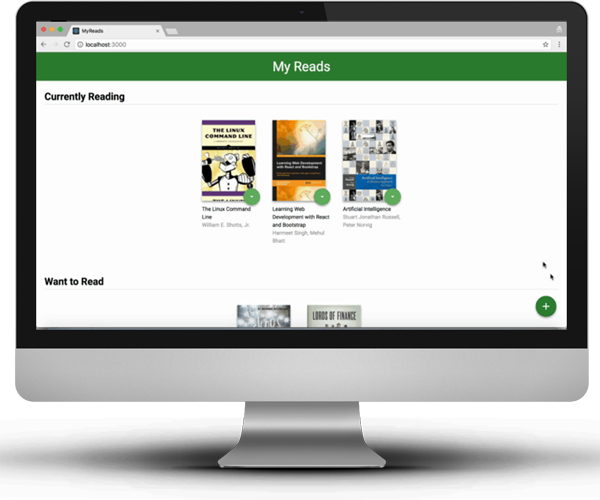 MyReads
localhost:3000
My Reads
Currently Reading
THE LINUX
COMMAND LINE
Learning Web Development
with React and Bootstrap
Artificial Intelligence
The Linux Command
Line
William E. Shotts, Jr.
Learning Web
Development with React
and Bootstrap
Harmeet Singh, Mehul
Bhatt
Artificial Intelligence
Stuart Jonathan Russell,
Peter Norvig
Want to Read
LORDS OF FINANCE